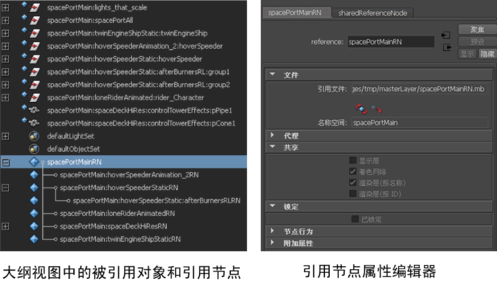 spacePortMain:lights_that_scale
spacePortMain:spacePortAll
spacePortMain:twinEngineShipStatic:twinEngineShip
spacePortMain:hoverSpeederAnimation_2:hoverSpeeder
spacePortMain:hoverSpeederStatic:hoverSpeeder
spacePortMain:hoverSpeederStatic:afterBurnersRL:group1
spacePortMain:hoverSpeederStatic:afterBurnersRL:group2
spacePortMain:loneRiderAnimated:rider_Character
spacePortMain:spaceDeckHiRes:controlTowerEffects:pPipe1
spacePortMain:spaceDeckHiRes:controlTowerEffects:pCone1
defaultLightSet
defaultObjectSet
spacePortMainRN
spacePortMain:hoverSpeederAnimation_2RN
spacePortMain:hoverSpeederStaticRN
spacePortMain:hoverSpeederStatic:afterBurnersRLRN
spacePortMain:loneRiderAnimatedRN
spacePortMain:spaceDeckHiResRN
spacePortMain:twinEngineShipStaticRN
大纲视图中的被引用对象和引用节点
spacePortMainRN sharedReferenceNode
reference: spacePortMainRN
聚焦
预设
显示 隐藏
文件
引用文件: jes/tmp/masterLayer/spacePortMainRN.mb
名称空间: spacePortMain
代理
共享
显示层
着色网络
渲染层(按名称)
渲染层(按 ID)
锁定
已锁定
节点行为
附加属性
引用节点属性编辑器